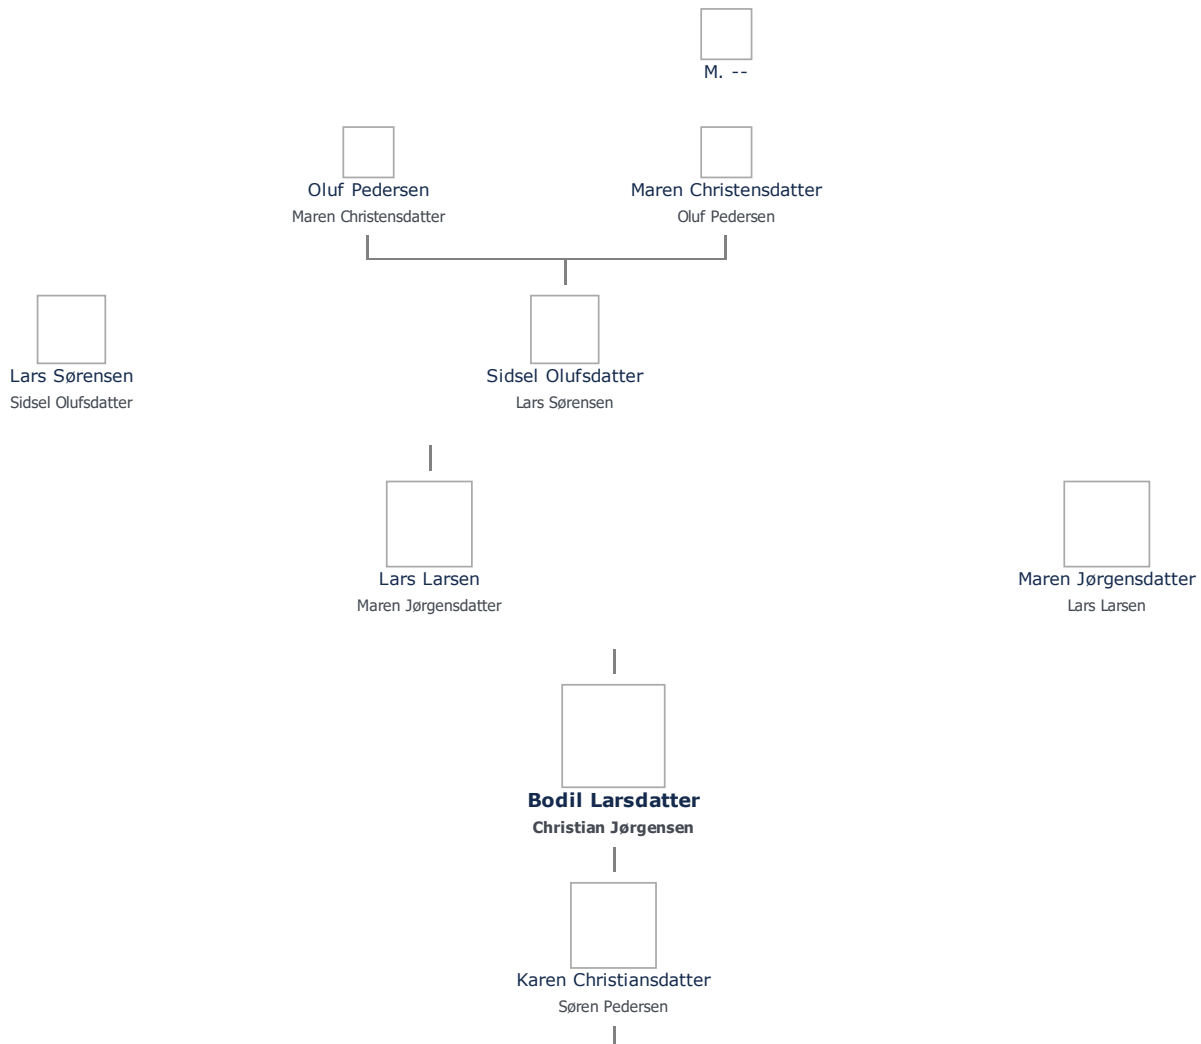 M. --
Oluf Pedersen
Maren Christensdatter
Maren Christensdatter
Oluf Pedersen
Lars Sørensen
Sidsel Olufsdatter
Sidsel Olufsdatter
Lars Sørensen
Lars Larsen
Maren Jørgensdatter
Maren Jørgensdatter
Lars Larsen
Bodil Larsdatter
Christian Jørgensen
Karen Christiansdatter
Søren Pedersen